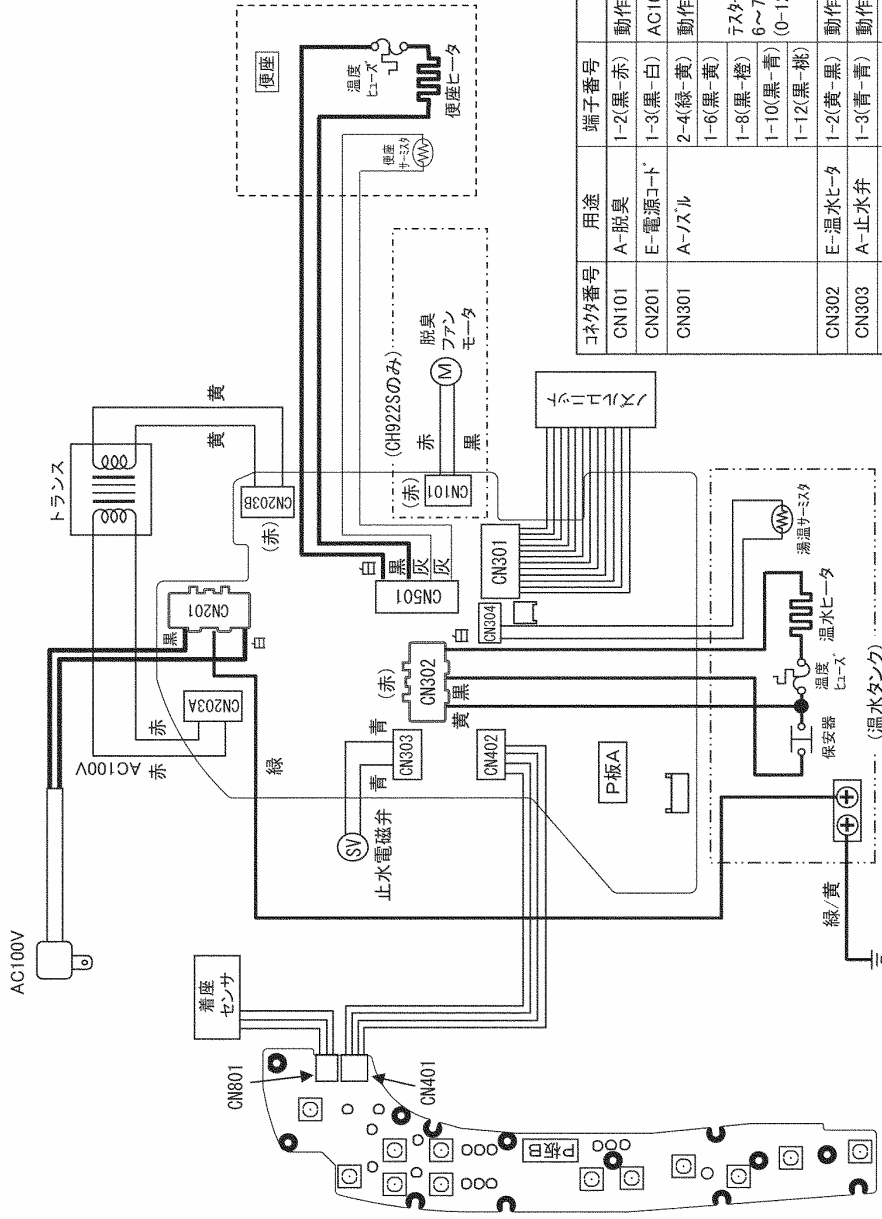 AC100V
着座
センサ
CN801
CN401
P板B
AC100V
赤
赤
トランス
黄
黄
CN203A
CN201
黒
白
CN203B
(赤)
緑
SV
止水電磁弁
青
青
CN303
CN402
(赤)
CN302
黄
黒
白
CN304
CN301
ノズルユニット
CN501
白
黒
灰
灰
(CH922Sのみ)
(赤)
CN101
赤
黒
M
脱臭
ファン
モータ
便座
温度
ヒューズ
便座ヒータ
便座
サーミスタ
P板A
緑/黄
保安器
温度
ヒューズ
温水ヒータ
湯温サーミスタ
(温水タンク)
コネクタ番号 用途 端子番号
CN101 A-脱臭 1-2(黒-赤) 動作
CN201 E-電源コード 1-3(黒-白) AC10
CN301 A-ノズル 2-4(緑-黄) 動作
1-6(黒-黄)
1-8(黒-橙) テスター
1-10(黒-青) 6~7
1-12(黒-桃) (0-12
CN302 E-温水ヒータ 1-2(黄-黒) 動作
CN303 A-止水弁 1-3(青-青) 動作